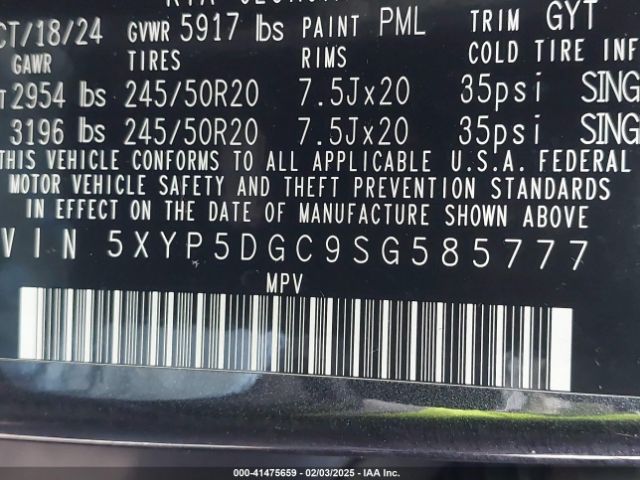 CT/18/24 GVWR 5917 lbs PAINT PML TRIM GYT
GAWR TIRES RIMS COLD TIRE INF
T 2954 lbs 245/50R20 7.5Jx20 35psi SING
3196 lbs 245/50R20 7.5Jx20 35psi SING
THIS VEHICLE CONFORMS TO ALL APPLICABLE U.S.A. FEDERAL
MOTOR VEHICLE SAFETY AND THEFT PREVENTION STANDARDS
IN EFFECT ON THE DATE OF MANUFACTURE SHOWN ABOVE
VIN 5XYP5DGC9SG585777
MPV
000-41475659 - 02/03/2025 - IAA Inc.